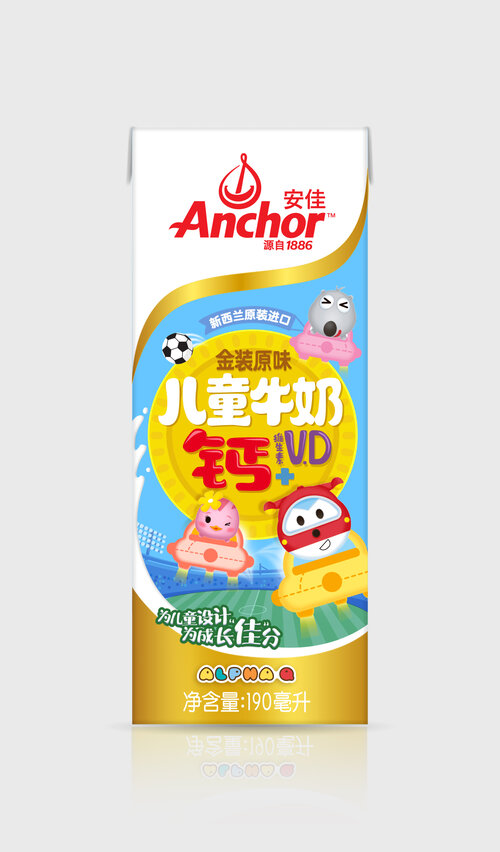 安佳
Anchor™
源自1886
新西兰原装进口
金装原味
儿童牛奶
钙+维生素V.D
为儿童设计
为成长“佳”分
ALPHA Q
净含量:190毫升